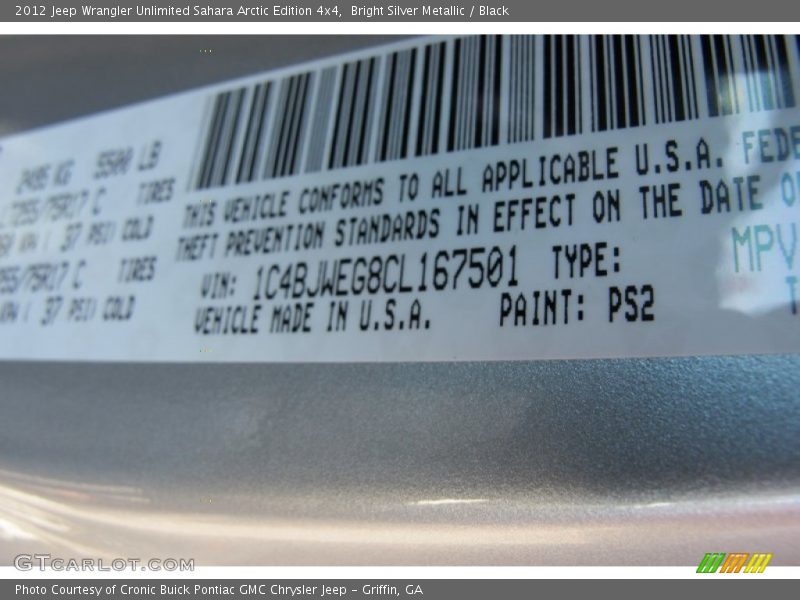 2012 Jeep Wrangler Unlimited Sahara Arctic Edition 4x4,  Bright Silver Metallic / Black
2495 KG 5500 LB
255/75R17 C TIRES
37 PSI) COLD
255/75R17 C TIRES
37 PSI) COLD
THIS VEHICLE CONFORMS TO ALL APPLICABLE U.S.A. FEDE
THEFT PREVENTION STANDARDS IN EFFECT ON THE DATE O
VIN: 1C4BJWEG8CL167501 TYPE: MPV
VEHICLE MADE IN U.S.A. PAINT: PS2 T
GCARLOT.COM
Photo Courtesy of Cronic Buick Pontiac GMC Chrysler Jeep - Griffin, GA